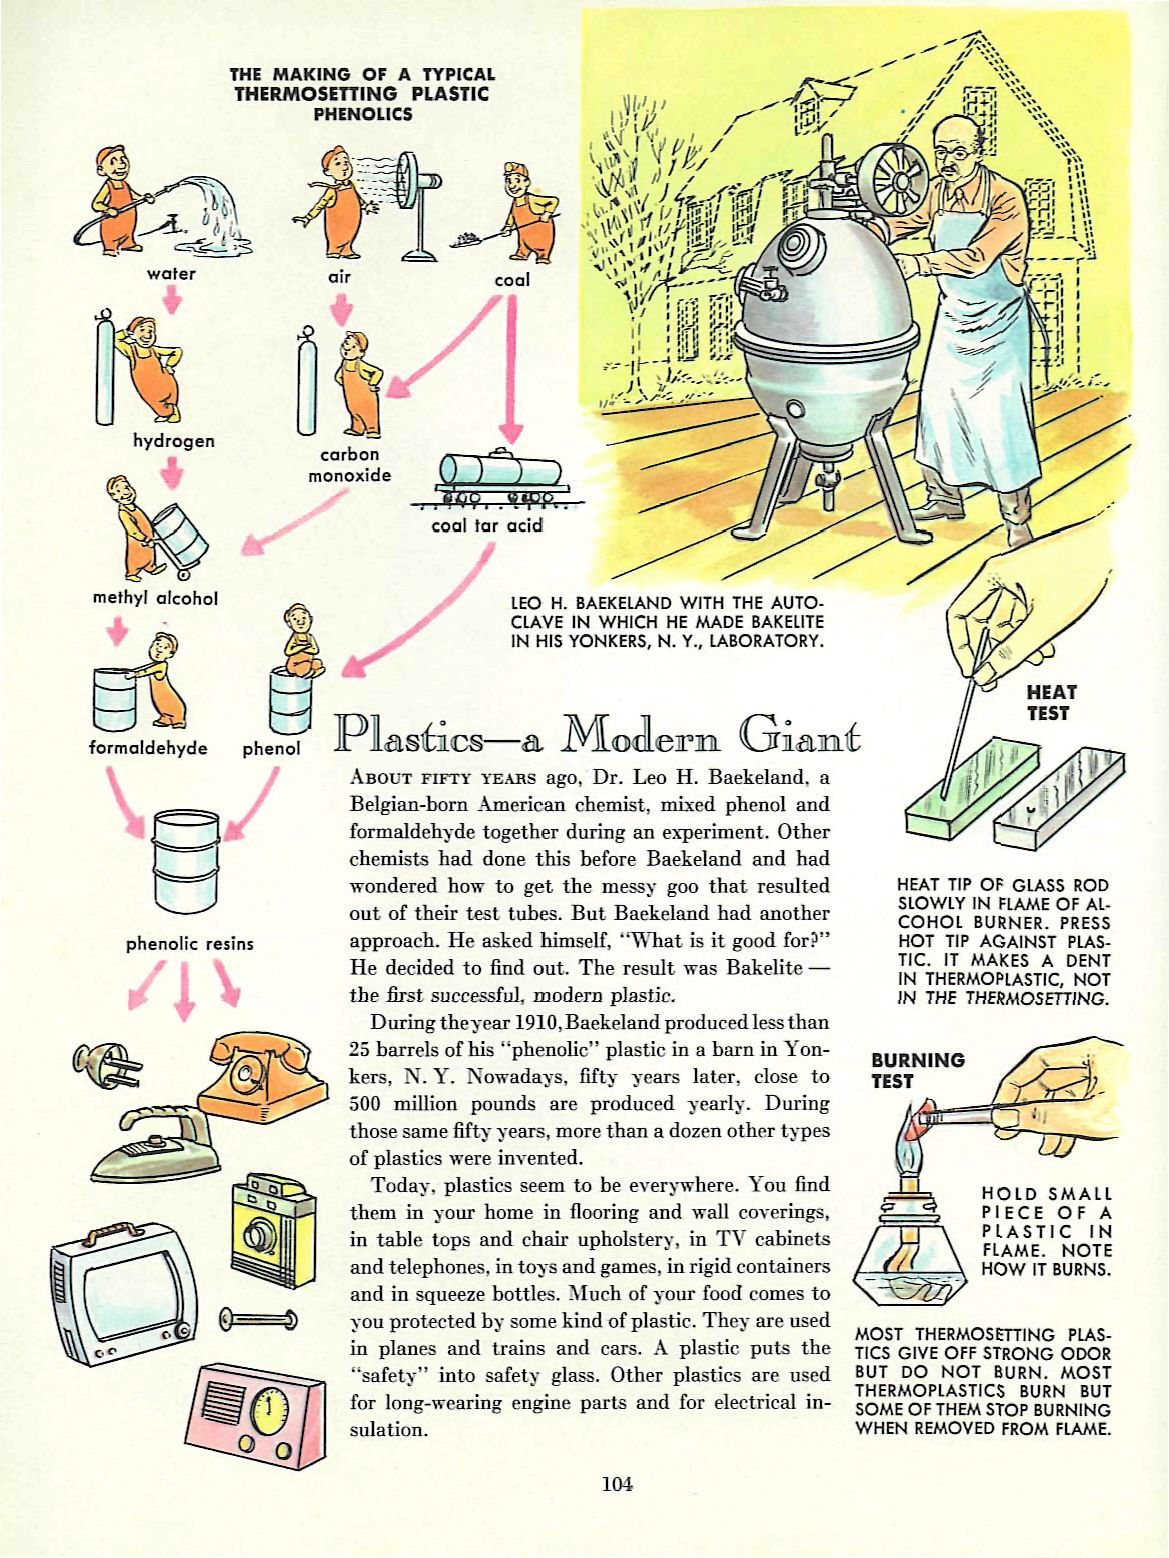 THE MAKING OF A TYPICAL
THERMOSETTING PLASTIC
PHENOLICS
water
air
coal
hydrogen
carbon
monoxide
coal tar acid
methyl alcohol
formaldehyde
phenol
phenolic resins
LEO H. BAEKELAND WITH THE AUTO-
CLAVE IN WHICH HE MADE BAKELITE
IN HIS YONKERS, N. Y., LABORATORY.
Plastics—a Modern Giant
ABOUT FIFTY YEARS ago, Dr. Leo H. Baekeland, a
Belgian-born American chemist, mixed phenol and
formaldehyde together during an experiment. Other
chemists had done this before Baekeland and had
wondered how to get the messy goo that resulted
out of their test tubes. But Baekeland had another
approach. He asked himself, “What is it good for?”
He decided to find out. The result was Bakelite —
the first successful, modern plastic.
During the year 1910, Baekeland produced less than
25 barrels of his “phenolic” plastic in a barn in Yon-
kers, N. Y. Nowadays, fifty years later, close to
500 million pounds are produced yearly. During
those same fifty years, more than a dozen other types
of plastics were invented.
Today, plastics seem to be everywhere. You find
them in your home in flooring and wall coverings,
in table tops and chair upholstery, in TV cabinets
and telephones, in toys and games, in rigid containers
and in squeeze bottles. Much of your food comes to
you protected by some kind of plastic. They are used
in planes and trains and cars. A plastic puts the
“safety” into safety glass. Other plastics are used
for long-wearing engine parts and for electrical in-
sulation.
HEAT
TEST
HEAT TIP OF GLASS ROD
SLOWLY IN FLAME OF AL-
COHOL BURNER. PRESS
HOT TIP AGAINST PLAS-
TIC. IT MAKES A DENT
IN THERMOPLASTIC, NOT
IN THE THERMOSETTING.
BURNING
TEST
HOLD SMALL
PIECE OF A
PLASTIC IN
FLAME. NOTE
HOW IT BURNS.
MOST THERMOSETTING PLAS-
TICS GIVE OFF STRONG ODOR
BUT DO NOT BURN. MOST
THERMOPLASTICS BURN BUT
SOME OF THEM STOP BURNING
WHEN REMOVED FROM FLAME.
104